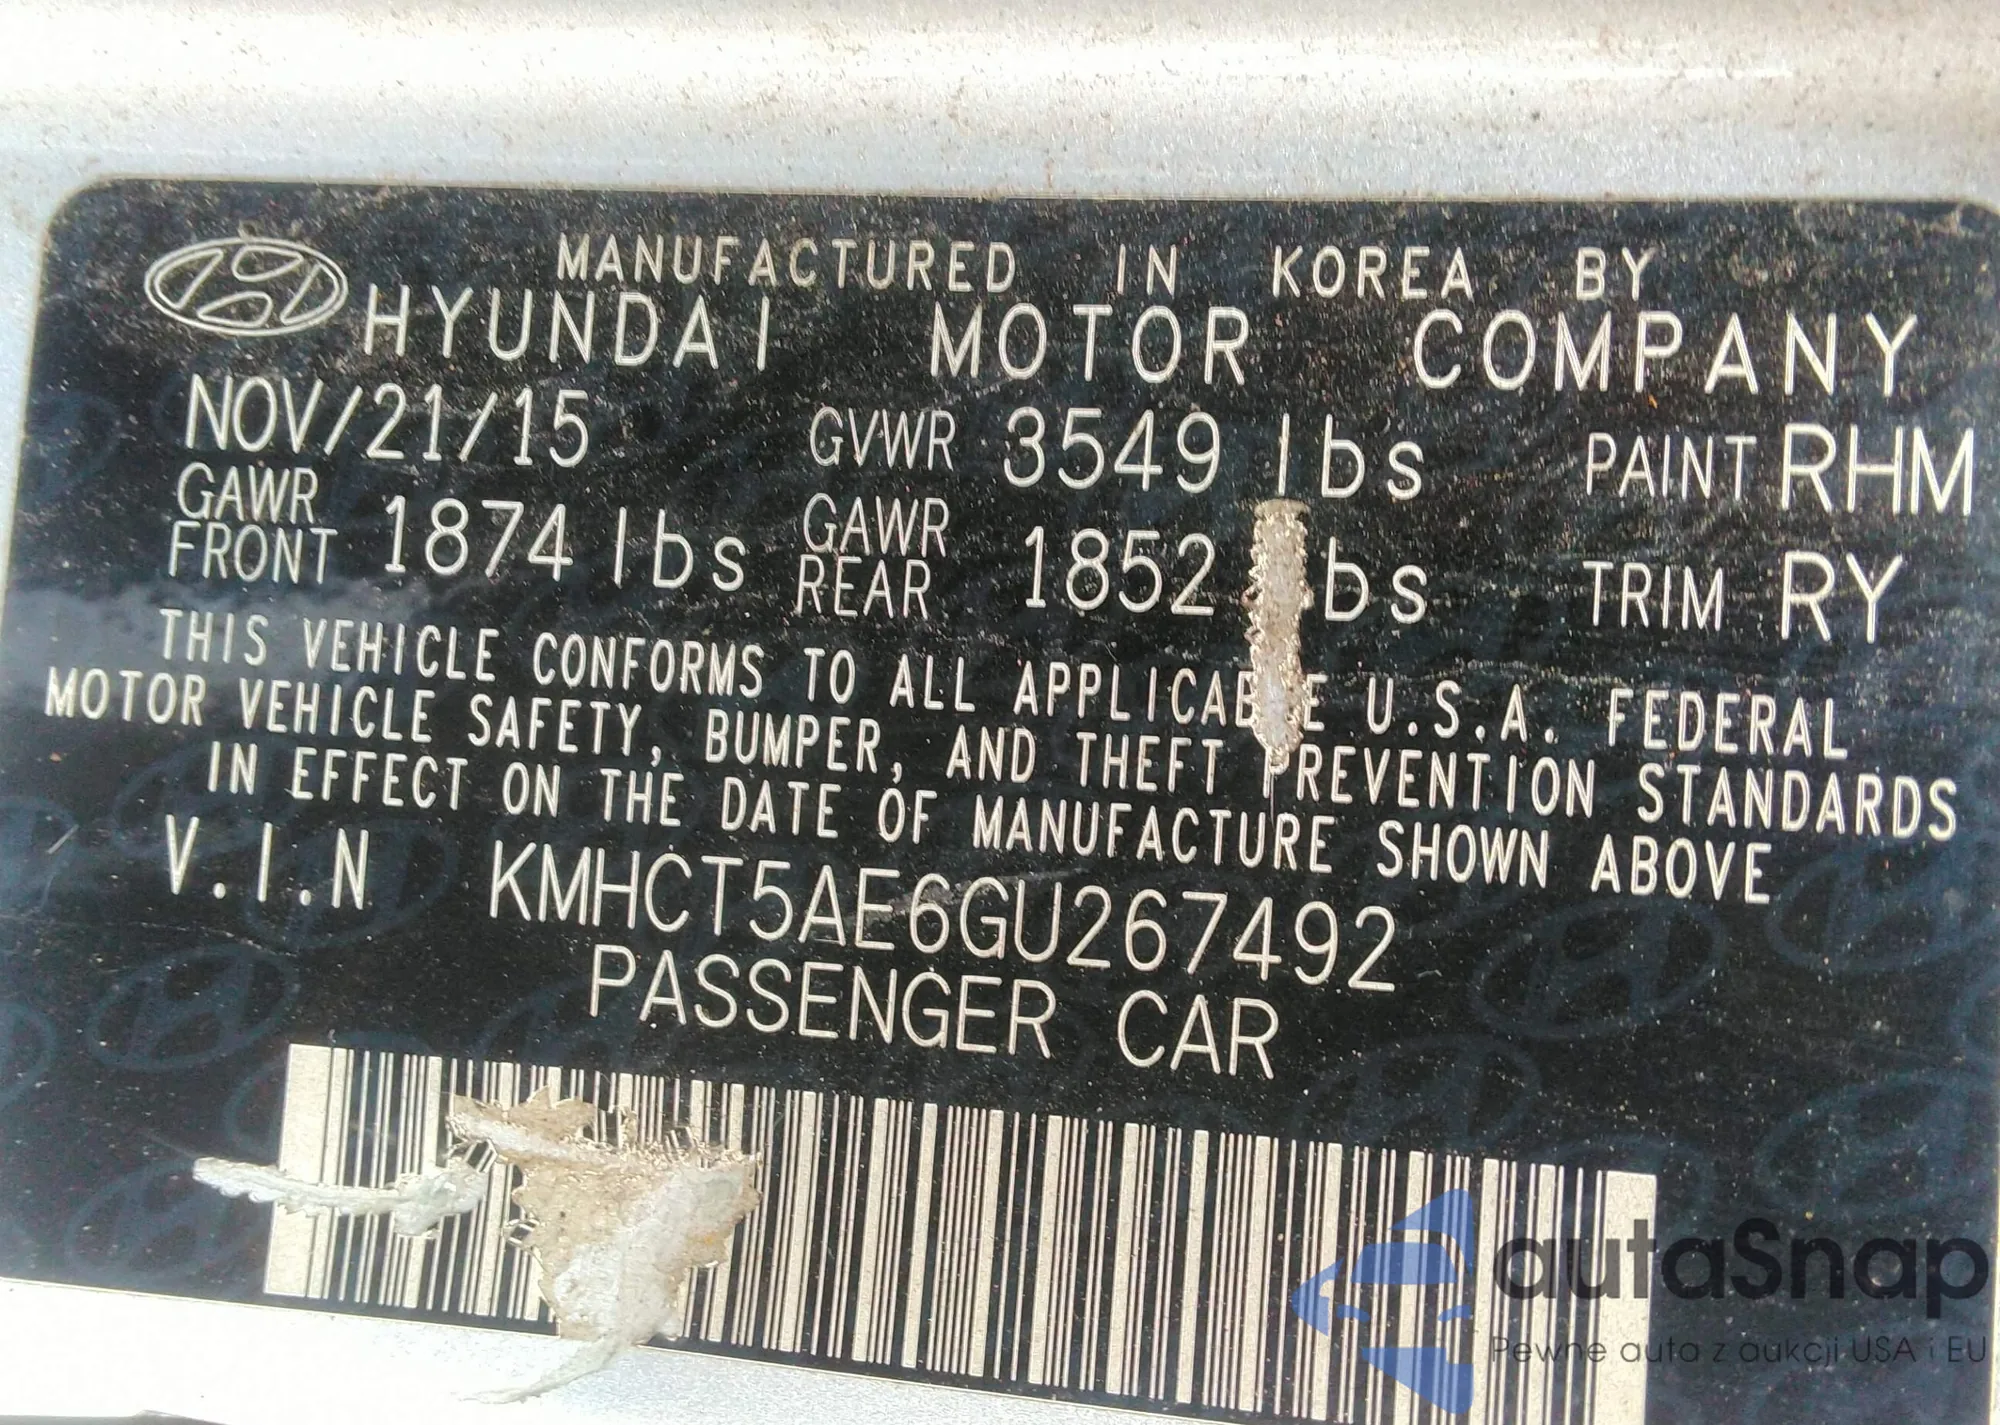 MANUFACTURED IN KOREA BY
HYUNDAI MOTOR COMPANY
NOV/21/15 GVWR 3549 lbs PAINT RHM
GAWR FRONT 1874 lbs GAWR REAR 1852 lbs TRIM RY
THIS VEHICLE CONFORMS TO ALL APPLICABLE U.S.A. FEDERAL
MOTOR VEHICLE SAFETY, BUMPER, AND THEFT PREVENTION STANDARDS
IN EFFECT ON THE DATE OF MANUFACTURE SHOWN ABOVE
V.I.N KMHCT5AE6GU267492
PASSENGER CAR
autaSnap
Pewne auta z aukcji USA i EU